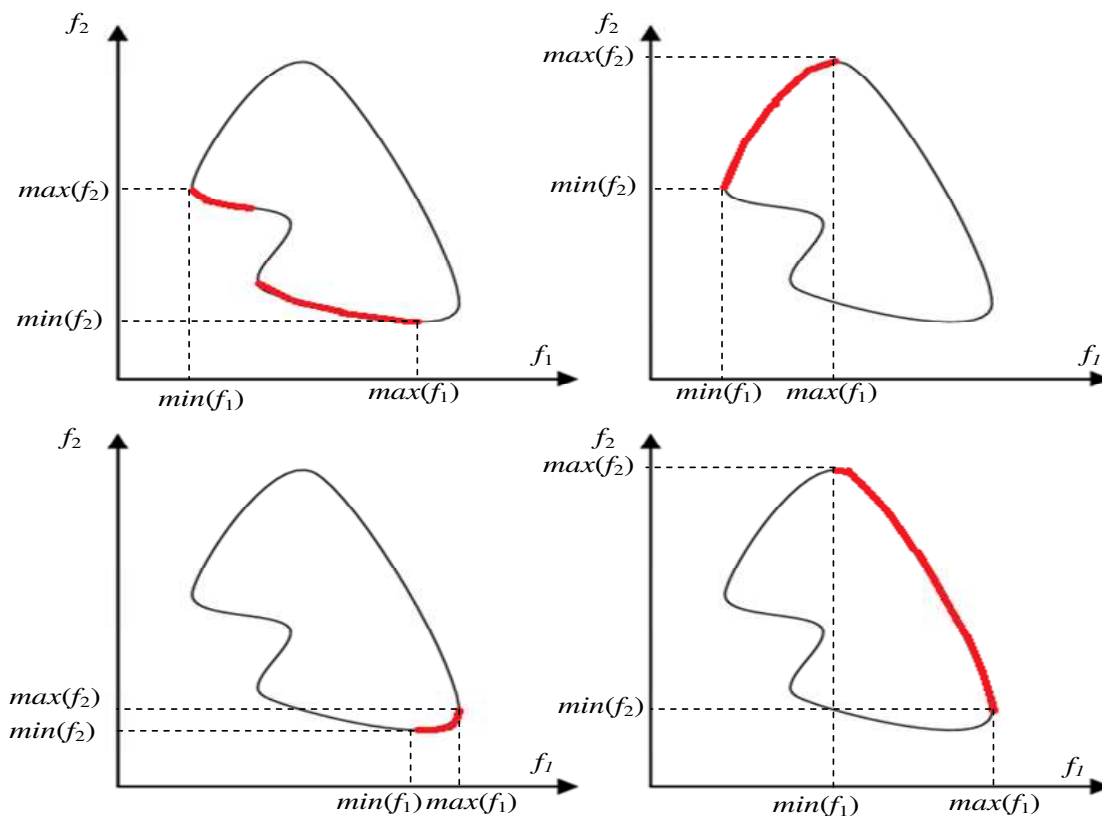 f₂
max(f₂)
min(f₂)
f₁
min(f₁)
max(f₁)
f₂
max(f₂)
min(f₂)
f₁
min(f₁)
max(f₁)
f₂
max(f₂)
min(f₂)
f₁
min(f₁)
max(f₁)
f₂
max(f₂)
min(f₂)
f₁
min(f₁)
max(f₁)